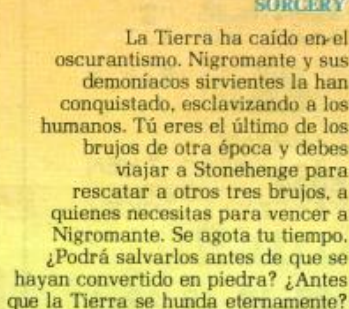 SORCERY
La Tierra ha caído en el
oscurantismo. Nigromante y sus
demoníacos sirvientes la han
conquistado, esclavizando a los
humanos. Tú eres el último de los
brujos de otra época y debes
viajar a Stonehenge para
rescatar a otros tres brujos, a
quienes necesitas para vencer a
Nigromante. Se agota tu tiempo.
¿Podrá salvarlos antes de que se
hayan convertido en piedra? ¿Antes
que la Tierra se hunda eternamente?